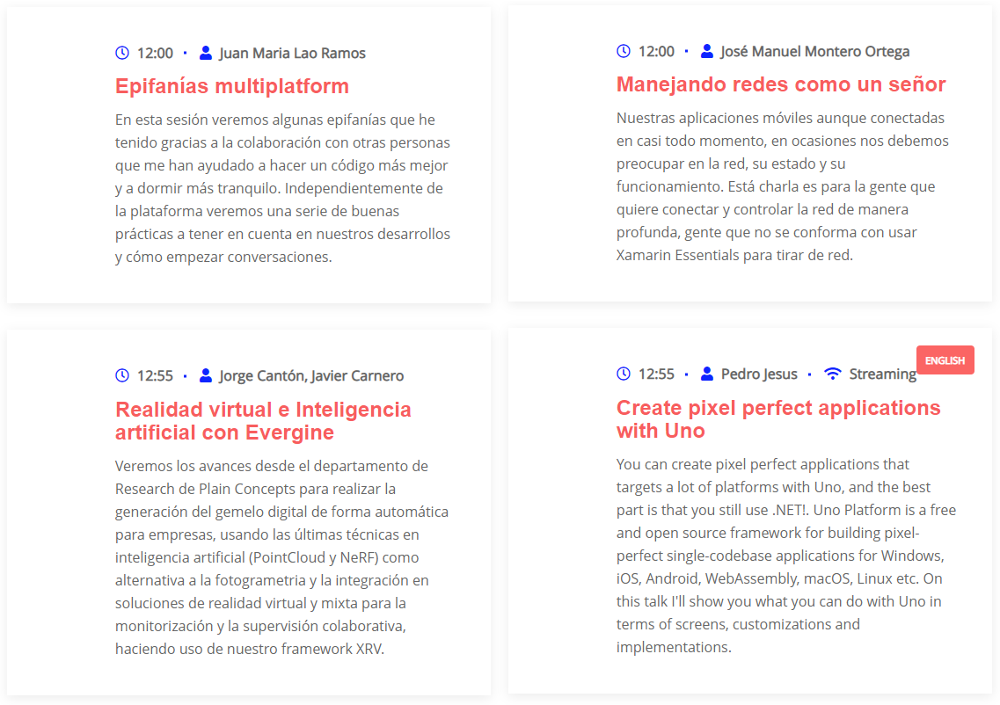 12:00 · Juan Maria Lao Ramos
Epifanías multiplatform
En esta sesión veremos algunas epifanías que he
tenido gracias a la colaboración con otras personas
que me han ayudado a hacer un código más mejor
y a dormir más tranquilo. Independientemente de
la plataforma veremos una serie de buenas
prácticas a tener en cuenta en nuestros desarrollos
y cómo empezar conversaciones.
12:00 · José Manuel Montero Ortega
Manejando redes como un señor
Nuestras aplicaciones móviles aunque conectadas
en casi todo momento, en ocasiones nos debemos
preocupar en la red, su estado y su
funcionamiento. Está charla es para la gente que
quiere conectar y controlar la red de manera
profunda, gente que no se conforma con usar
Xamarin Essentials para tirar de red.
12:55 · Jorge Cantón, Javier Carnero
Realidad virtual e Inteligencia
artificial con Evergine
Veremos los avances desde el departamento de
Research de Plain Concepts para realizar la
generación del gemelo digital de forma automática
para empresas, usando las últimas técnicas en
inteligencia artificial (PointCloud y NeRF) como
alternativa a la fotogrametria y la integración en
soluciones de realidad virtual y mixta para la
monitorización y la supervisión colaborativa,
haciendo uso de nuestro framework XRV.
ENGLISH
12:55 · Pedro Jesus · Streaming
Create pixel perfect applications
with Uno
You can create pixel perfect applications that
targets a lot of platforms with Uno, and the best
part is that you still use .NET!. Uno Platform is a free
and open source framework for building pixel-
perfect single-codebase applications for Windows,
iOS, Android, WebAssembly, macOS, Linux etc. On
this talk I'll show you what you can do with Uno in
terms of screens, customizations and
implementations.